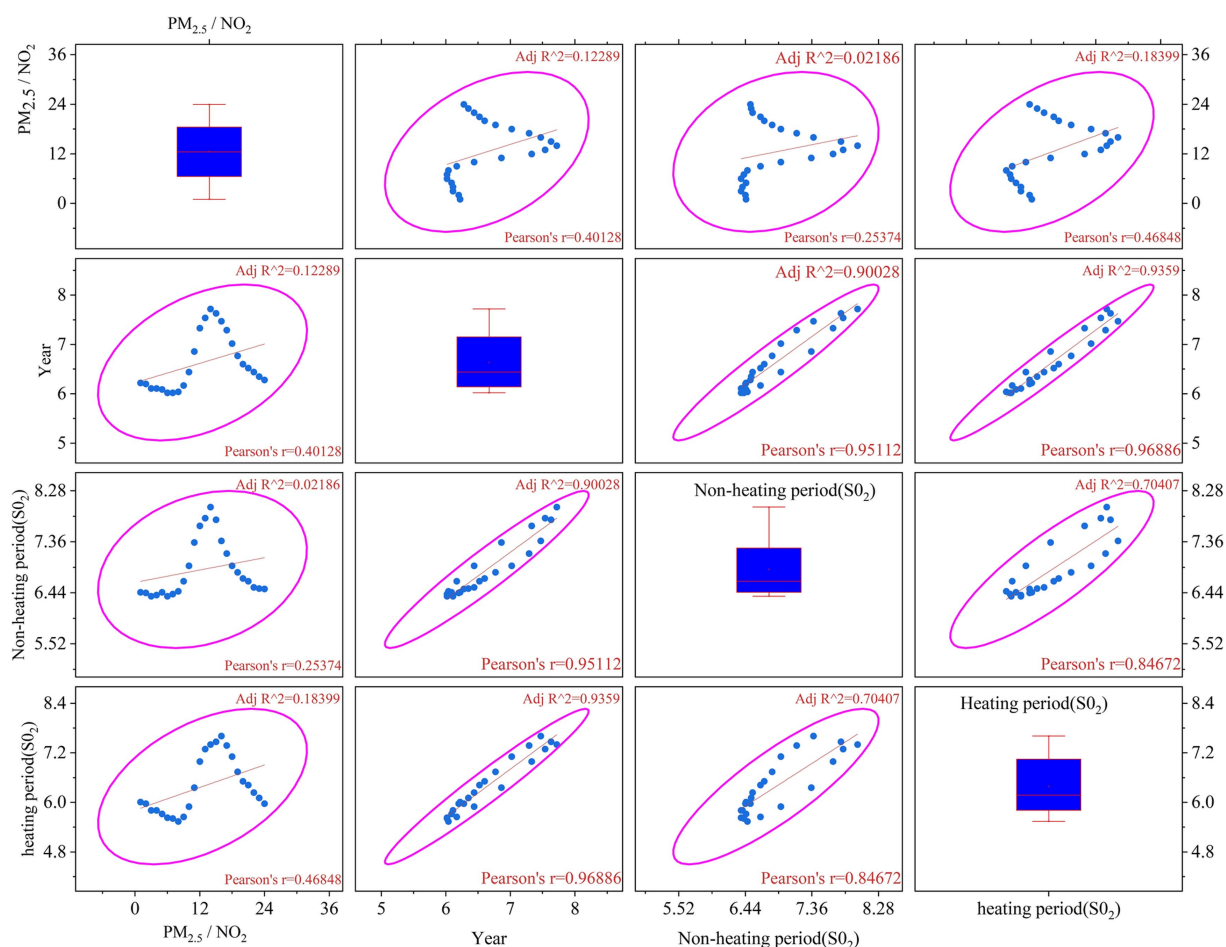 PM2.5 / NO2
PM2.5 / NO2
36
24
12
0
Adj R^2=0.12289
Pearson's r=0.40128
Adj R^2=0.02186
Pearson's r=0.25374
Adj R^2=0.18399
Pearson's r=0.46848
36
24
12
0
Year
8
7
6
5
Adj R^2=0.12289
Pearson's r=0.40128
Adj R^2=0.90028
Pearson's r=0.95112
Adj R^2=0.9359
Pearson's r=0.96886
8
7
6
5
Non-heating period(S02)
8.28
7.36
6.44
5.52
Adj R^2=0.02186
Pearson's r=0.25374
Adj R^2=0.90028
Pearson's r=0.95112
Non-heating period(S02)
Adj R^2=0.70407
Pearson's r=0.84672
8.28
7.36
6.44
5.52
heating period(S02)
8.4
7.2
6.0
4.8
Adj R^2=0.18399
Pearson's r=0.46848
Adj R^2=0.9359
Pearson's r=0.96886
Adj R^2=0.70407
Pearson's r=0.84672
Heating period(S02)
8.4
7.2
6.0
4.8
0 12 24 36
5 6 7 8
5.52 6.44 7.36 8.28
PM2.5 / NO2
Year
Non-heating period(S02)
heating period(S02)